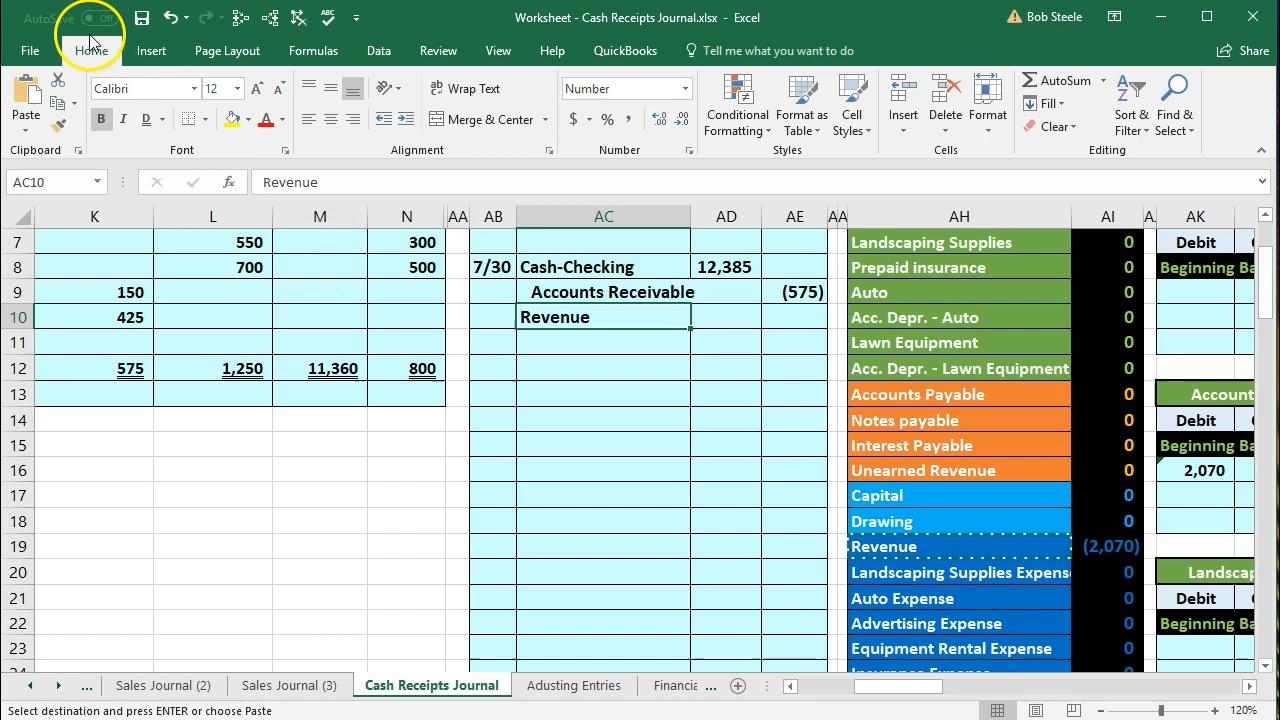 AutoSave Off Worksheet - Cash Receipts Journal.xlsx - Excel Bob Steele
File Home Insert Page Layout Formulas Data Review View Help QuickBooks Tell me what you want to do Share
Paste Calibri 12 Wrap Text Number AutoSum
B I D Merge & Center $ % Conditional Formatting Format as Table Cell Styles Insert Delete Format Fill Clear Sort & Filter Find & Select
Clipboard Font Alignment Number Styles Cells Editing
AC10 fx Revenue
K L M N AA AB AC AD AE AA AH AI A. AK
7 550 300 Landscaping Supplies 0 Debit
8 700 500 7/30 Cash-Checking 12,385 Prepaid insurance 0 Beginning Ba
9 150 Accounts Receivable (575) Auto 0
10 425 Revenue Acc. Depr. - Auto 0
11 Lawn Equipment 0
12 575 1,250 11,360 800 Acc. Depr. - Lawn Equipment 0
13 Accounts Payable 0 Account
14 Notes payable 0 Debit
15 Interest Payable 0 Beginning Ba
16 Unearned Revenue 0 2,070
17 Capital 0
18 Drawing 0
19 Revenue (2,070)
20 Landscaping Supplies Expens 0 Landscap
21 Auto Expense 0 Debit
22 Advertising Expense 0 Beginning Ba
23 Equipment Rental Expense 0
... Sales Journal (2) Sales Journal (3) Cash Receipts Journal Adusting Entries Financia ...
Select destination and press ENTER or choose Paste 120%